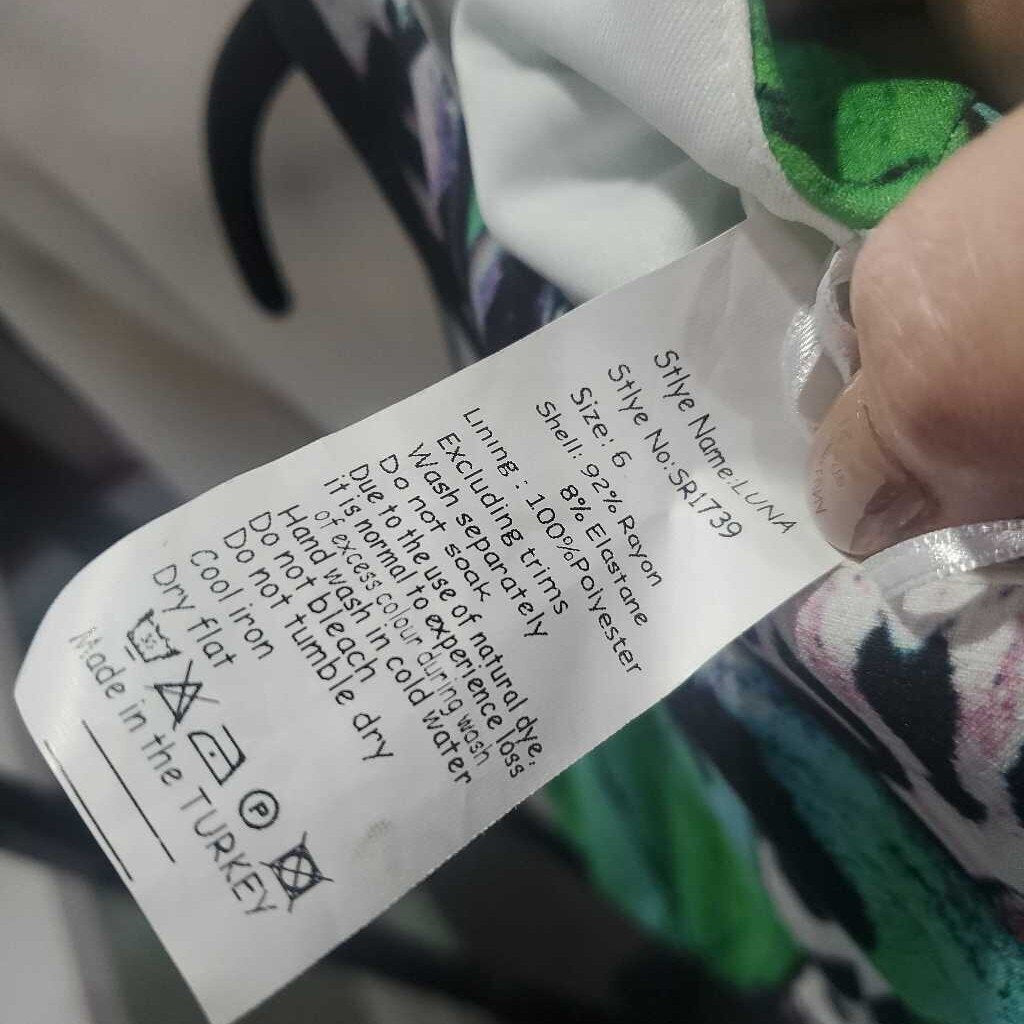 Stlye Name:LUNA
Stlye No:SR1739
Size: 6
Shell: 92% Rayon
8% Elastane
Lining : 100%Polyester
Excluding trims
Wash separately
Do not soak
Due to the use of natural dye,
it is normal to experience loss
of excess colour during wash
Hand wash in cold water
Do not bleach
Do not tumble dry
Cool iron
Dry flat
P
Made in the TURKEY